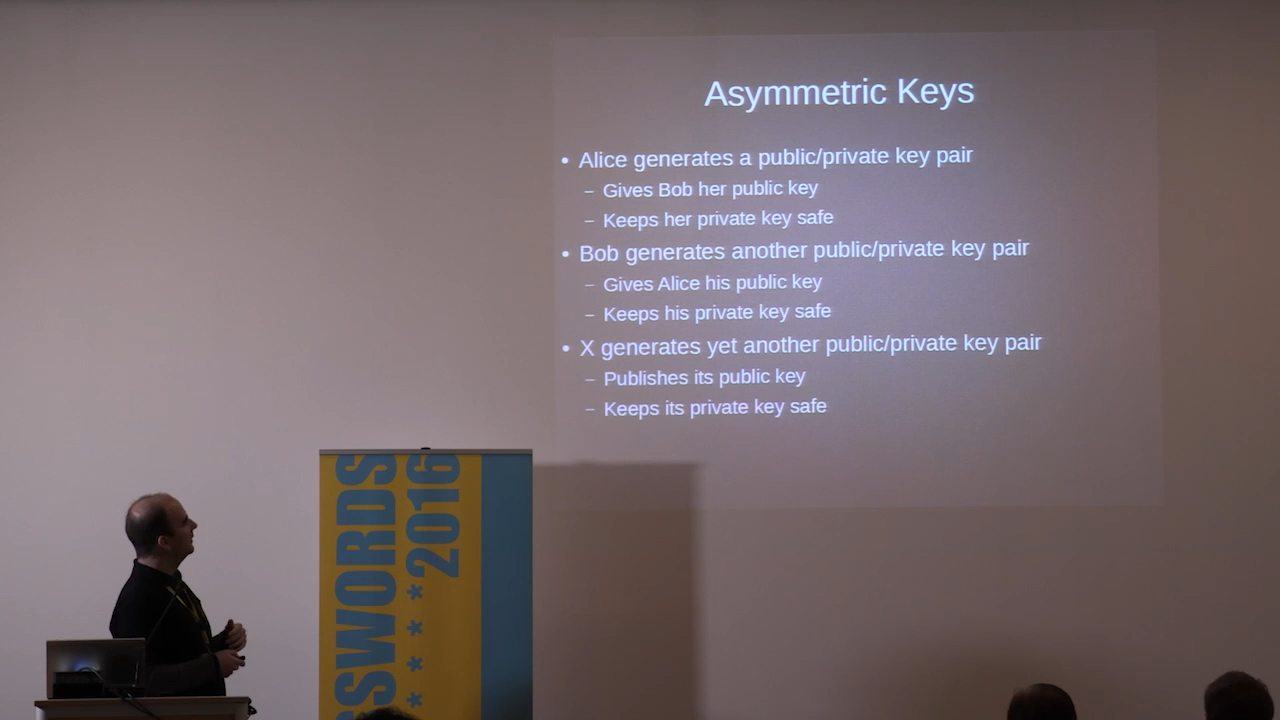 Asymmetric Keys
• Alice generates a public/private key pair
– Gives Bob her public key
– Keeps her private key safe
• Bob generates another public/private key pair
– Gives Alice his public key
– Keeps his private key safe
• X generates yet another public/private key pair
– Publishes its public key
– Keeps its private key safe
SSWORDS
* * * * 2016